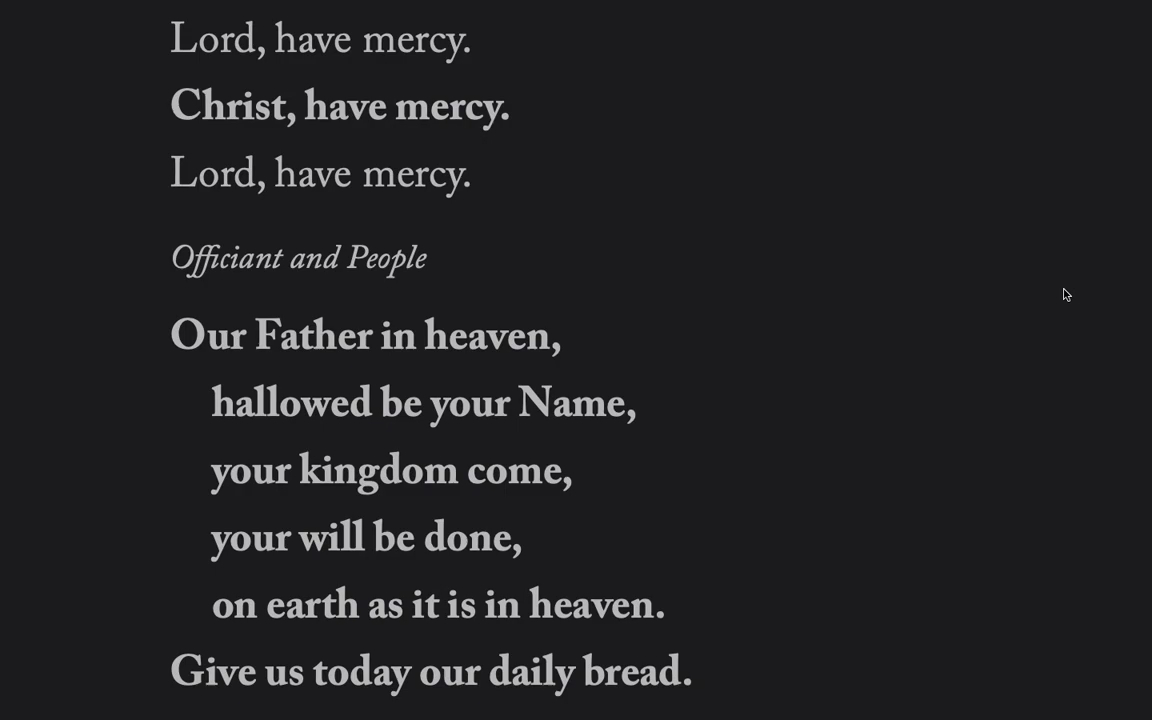 Lord, have mercy.
Christ, have mercy.
Lord, have mercy.
Officiant and People
Our Father in heaven,
hallowed be your Name,
your kingdom come,
your will be done,
on earth as it is in heaven.
Give us today our daily bread.